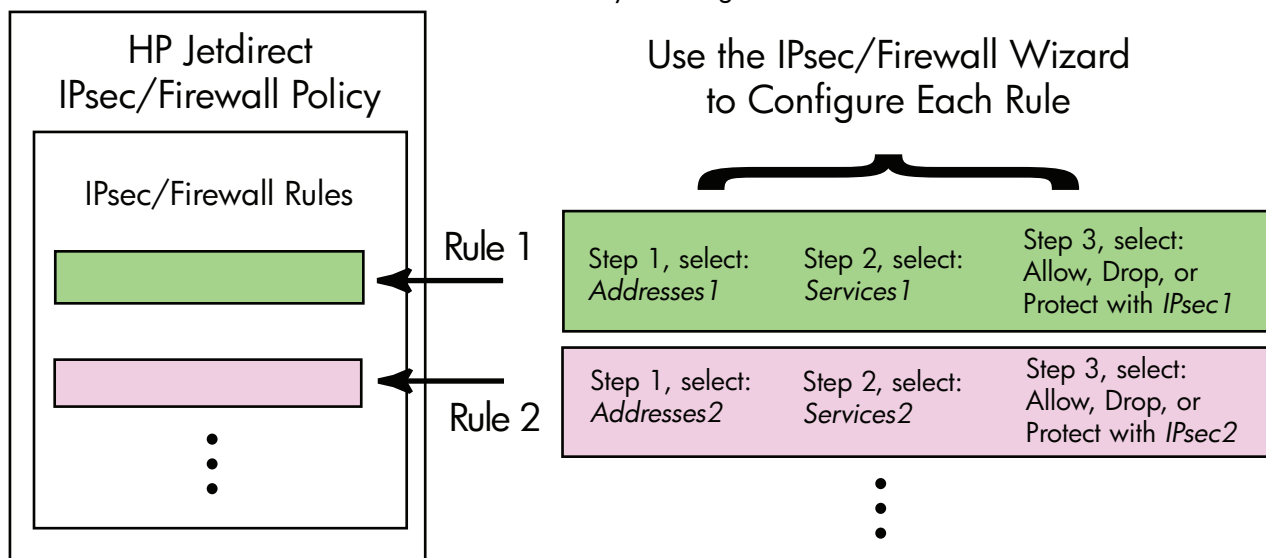 HP Jetdirect
IPsec/Firewall Policy
IPsec/Firewall Rules
Use the IPsec/Firewall Wizard
to Configure Each Rule
Rule 1
Step 1, select:
Addresses1
Step 2, select:
Services1
Step 3, select:
Allow, Drop, or
Protect with IPsec1
Rule 2
Step 1, select:
Addresses2
Step 2, select:
Services2
Step 3, select:
Allow, Drop, or
Protect with IPsec2